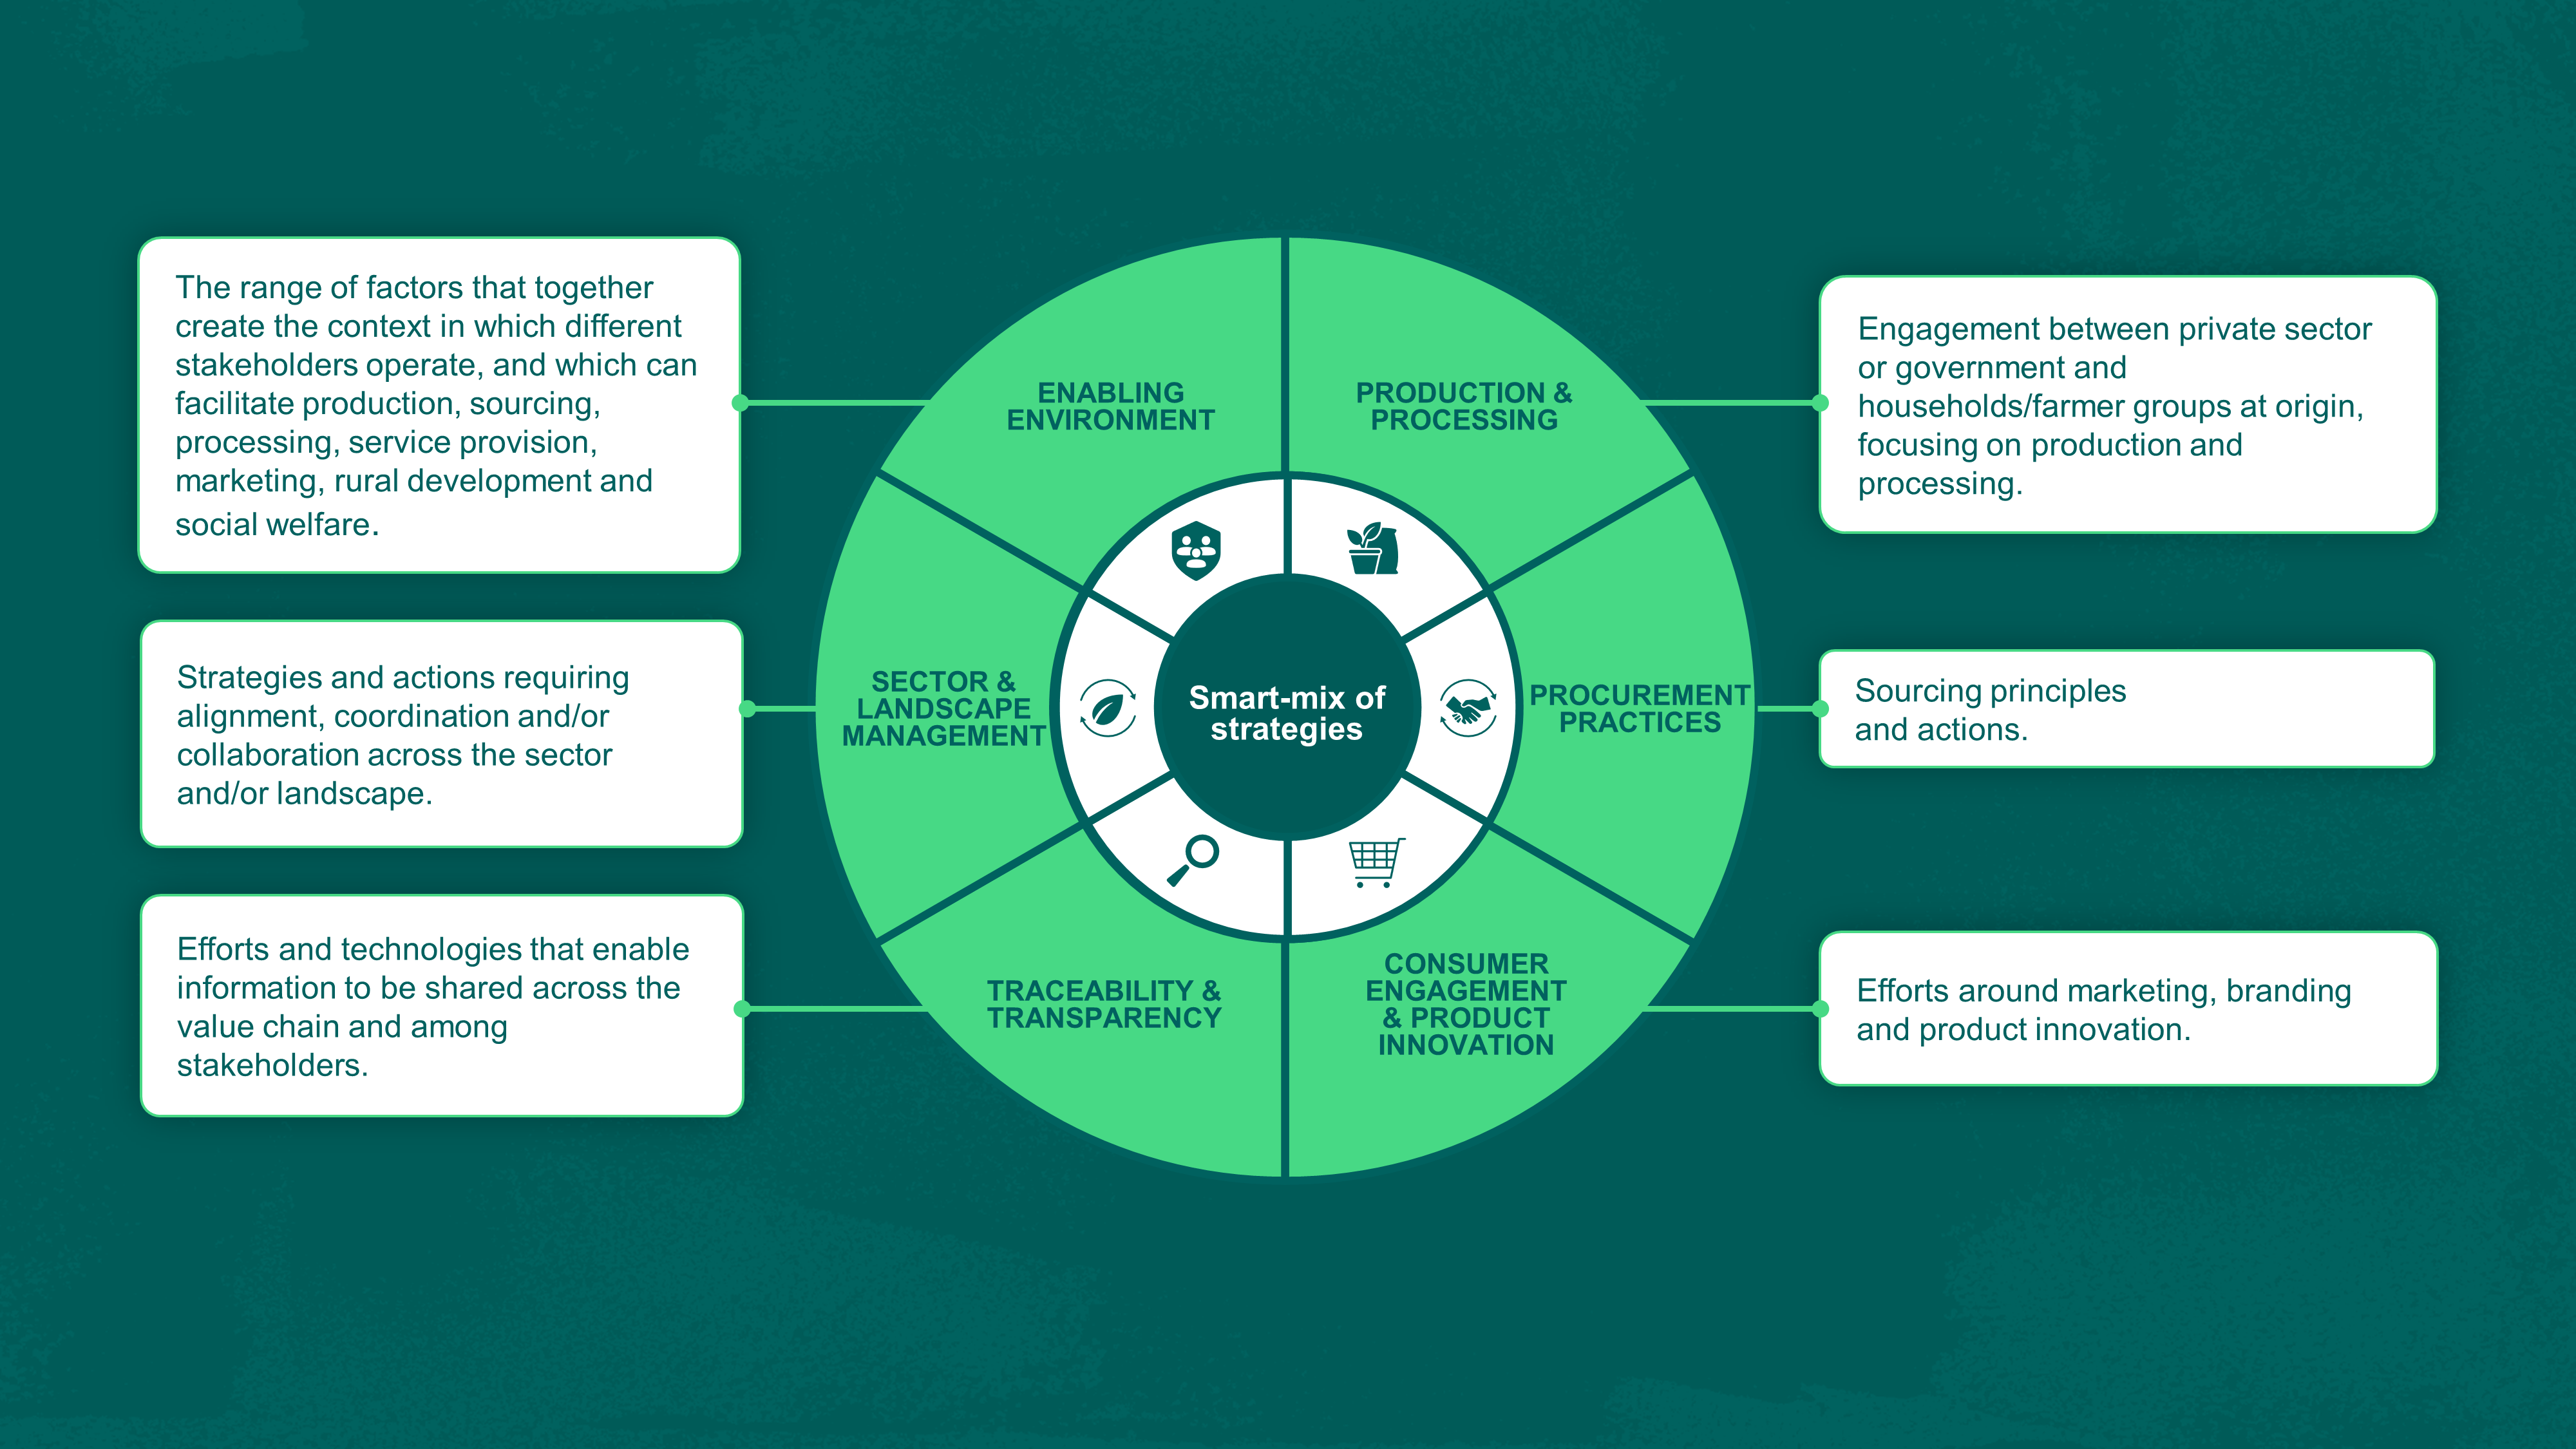 The range of factors that together
create the context in which different
stakeholders operate, and which can
facilitate production, sourcing,
processing, service provision,
marketing, rural development and
social welfare.
Strategies and actions requiring
alignment, coordination and/or
collaboration across the sector
and/or landscape.
Efforts and technologies that enable
information to be shared across the
value chain and among
stakeholders.
ENABLING
ENVIRONMENT
PRODUCTION &
PROCESSING
SECTOR &
LANDSCAPE
MANAGEMENT
Smart-mix of
strategies
PROCUREMENT
PRACTICES
TRACEABILITY &
TRANSPARENCY
CONSUMER
ENGAGEMENT
& PRODUCT
INNOVATION
Engagement between private sector
or government and
households/farmer groups at origin,
focusing on production and
processing.
Sourcing principles
and actions.
Efforts around marketing, branding
and product innovation.